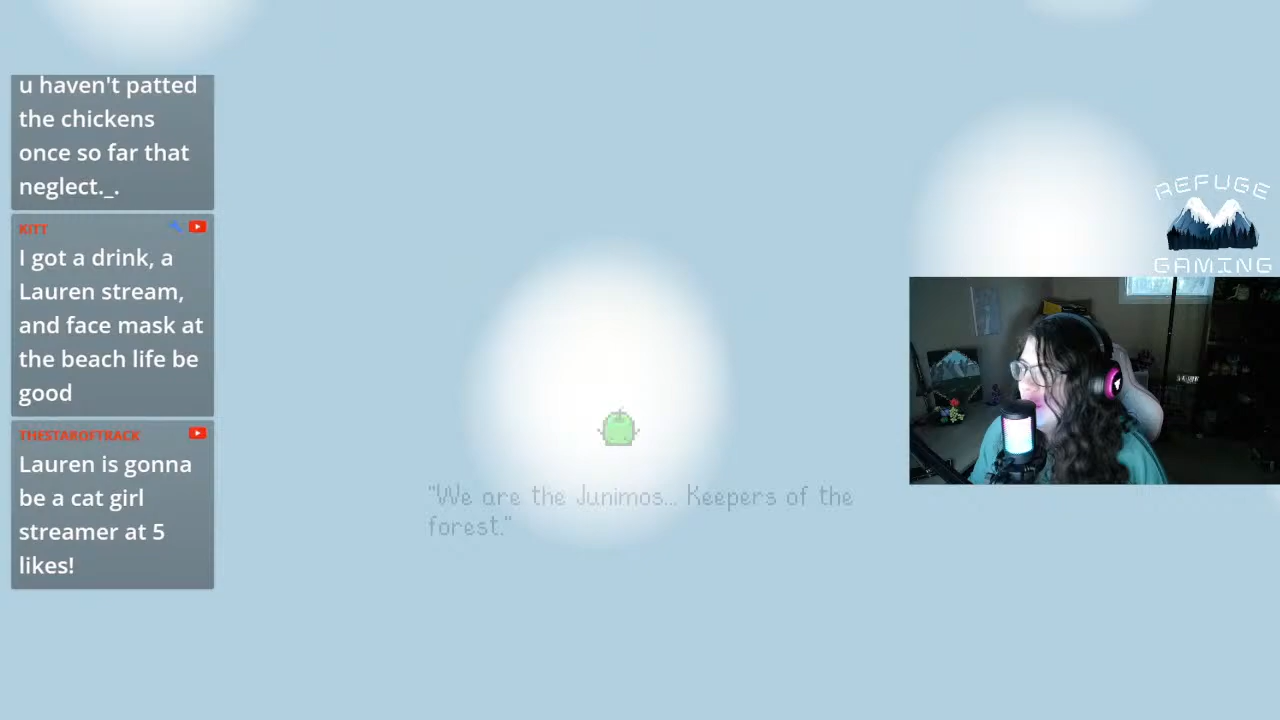 u haven't patted
the chickens
once so far that
neglect._.
KITT
I got a drink, a
Lauren stream,
and face mask at
the beach life be
good
THESTAROFTRACK
Lauren is gonna
be a cat girl
streamer at 5
likes!
"We are the Junimos... Keepers of the
forest."
REFUGE
GAMING